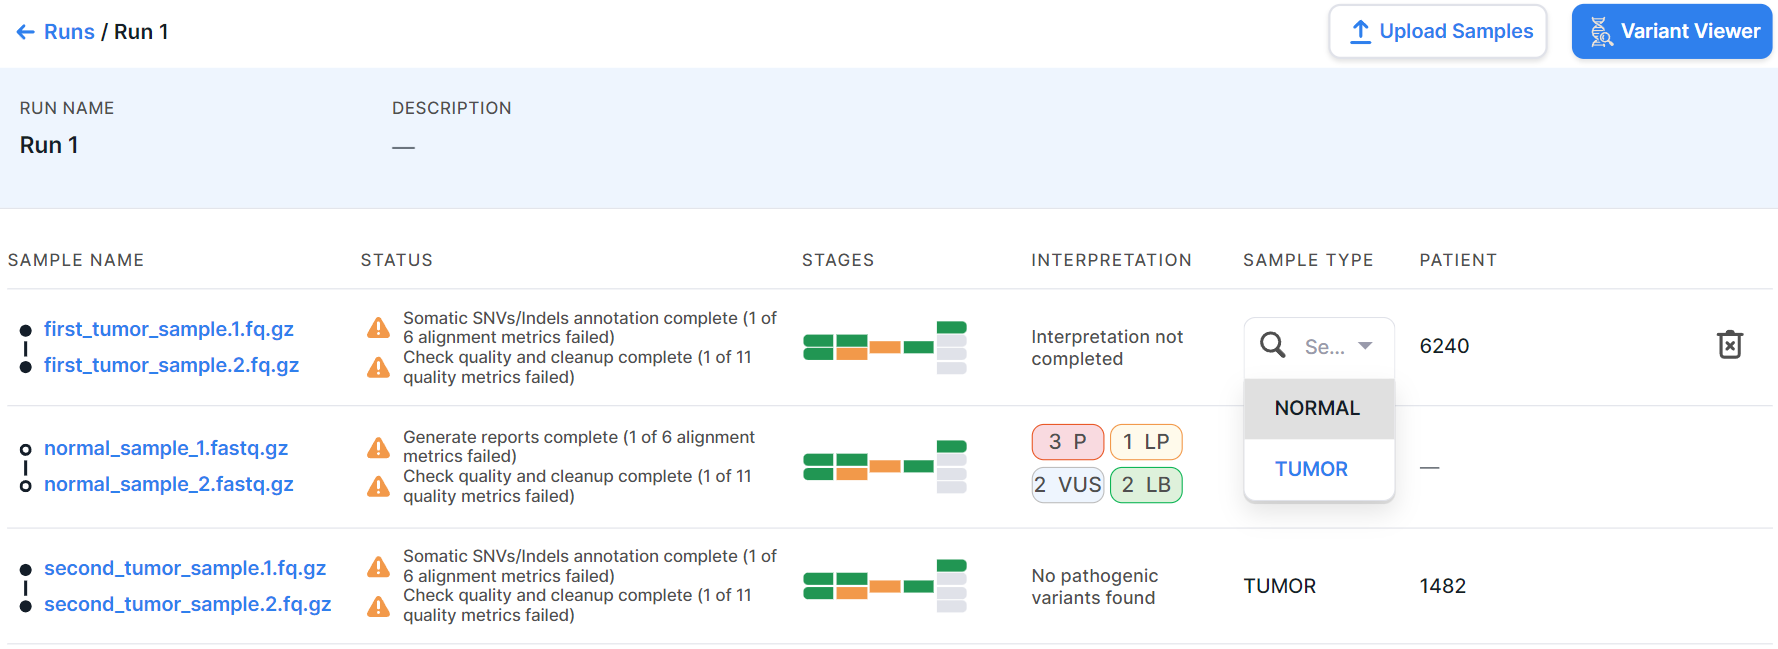 Runs / Run 1
Upload Samples
Variant Viewer
RUN NAME
DESCRIPTION
Run 1
—
SAMPLE NAME
STATUS
STAGES
INTERPRETATION
SAMPLE TYPE
PATIENT
first_tumor_sample.1.fq.gz
first_tumor_sample.2.fq.gz
Somatic SNVs/Indels annotation complete (1 of
6 alignment metrics failed)
Check quality and cleanup complete (1 of 11
quality metrics failed)
Interpretation not
completed
Se...
NORMAL
TUMOR
6240
normal_sample_1.fastq.gz
normal_sample_2.fastq.gz
Generate reports complete (1 of 6 alignment
metrics failed)
Check quality and cleanup complete (1 of 11
quality metrics failed)
3 P
1 LP
2 VUS
2 LB
—
second_tumor_sample.1.fq.gz
second_tumor_sample.2.fq.gz
Somatic SNVs/Indels annotation complete (1 of
6 alignment metrics failed)
Check quality and cleanup complete (1 of 11
quality metrics failed)
No pathogenic
variants found
TUMOR
1482